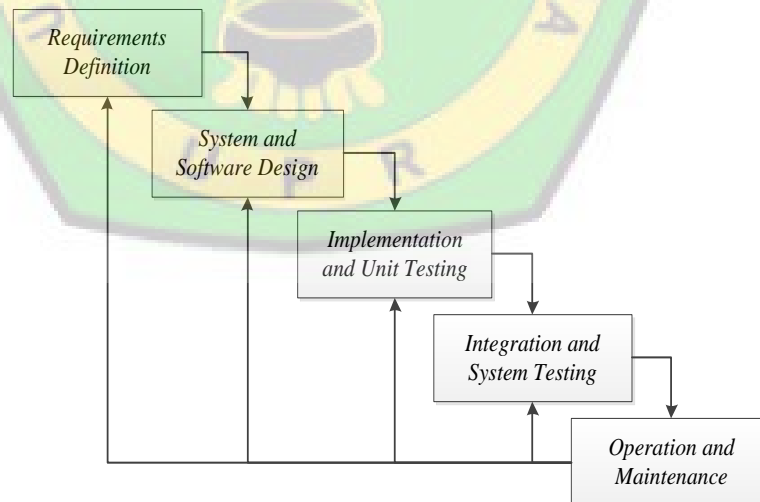 Requirements
Definition
System and
Software Design
Implementation
and Unit Testing
Integration and
System Testing
Operation and
Maintenance